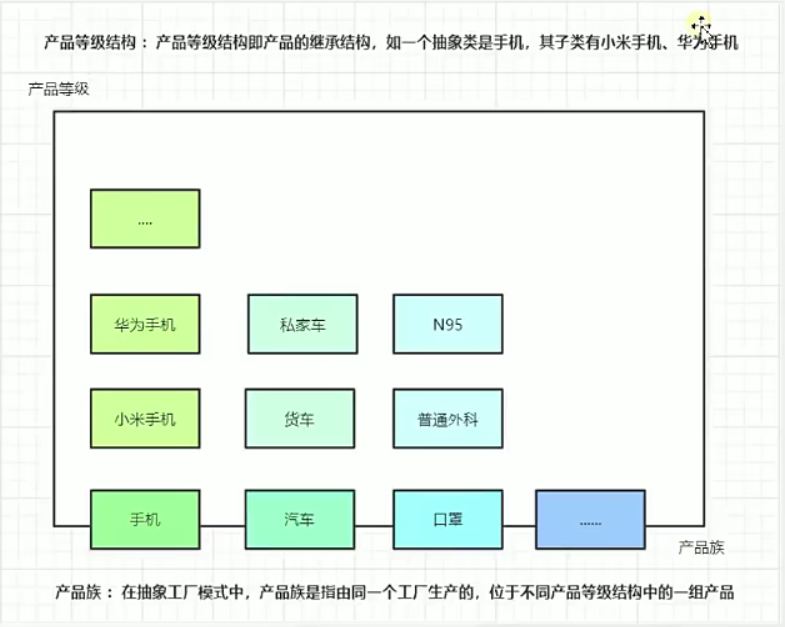 产品等级结构 ： 产品等级结构即产品的继承结构，如一个抽象类是手机，其子类有小米手机、华为手机
产品等级
....
华为手机
私家车
N95
小米手机
货车
普通外科
手机
汽车
口罩
......
产品族
产品族 ： 在抽象工厂模式中，产品族是指由同一个工厂生产的，位于不同产品等级结构中的一组产品